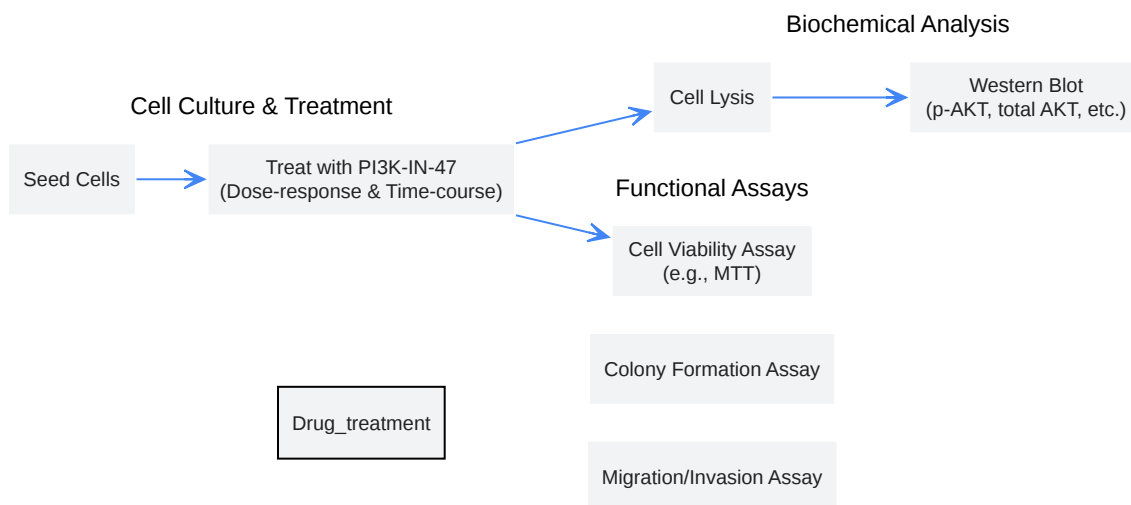 Biochemical Analysis
Cell Culture & Treatment
Cell Lysis
Western Blot
(p-AKT, total AKT, etc.)
Seed Cells
Treat with PI3K-IN-47
(Dose-response & Time-course)
Functional Assays
Cell Viability Assay
(e.g., MTT)
Colony Formation Assay
Drug_treatment
Migration/Invasion Assay